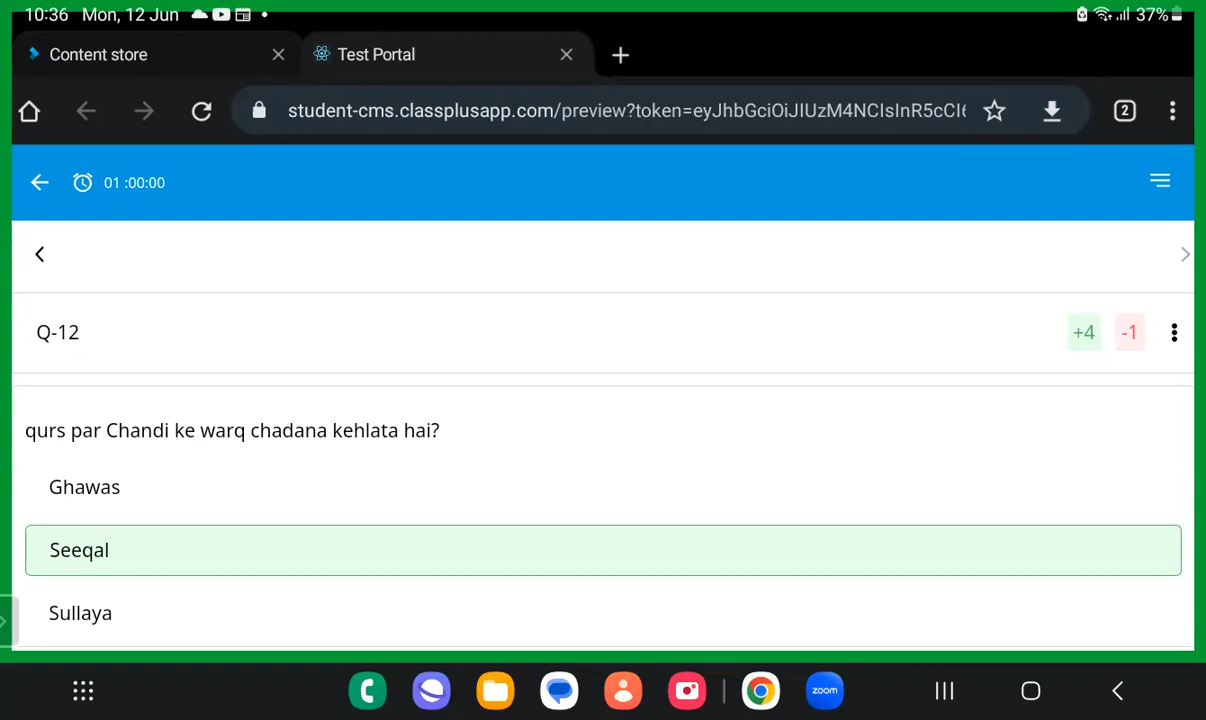 10:36 Mon, 12 Jun • 37%
Content store Test Portal
student-cms.classplusapp.com/preview?token=eyJhbGciOiJIUzM4NCIsInR5cCI6 2
01 :00:00
Q-12 +4 -1
qurs par Chandi ke warq chadana kehlata hai?
Ghawas
Seeqal
Sullaya
zoom